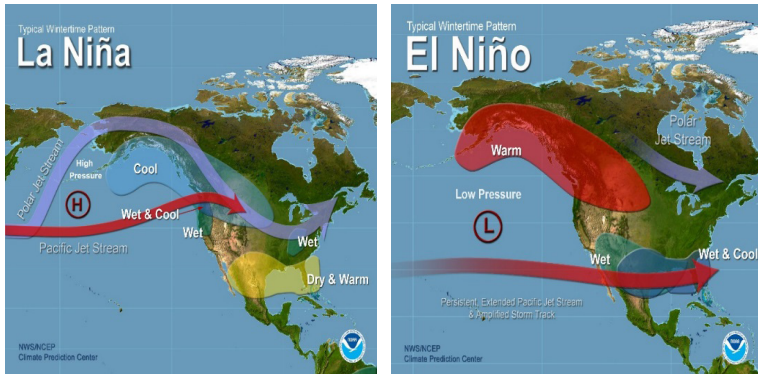 Typical Wintertime Pattern
La Niña
Polar Jet Stream
High
Pressure
Cool
H
Wet & Cool
Wet
Pacific Jet Stream
Wet
Dry & Warm
NWS/NCEP
Climate Prediction Center
Typical Wintertime Pattern
El Niño
Polar
Jet Stream
Warm
Low Pressure
L
Wet
Wet & Cool
Persistent, Extended Pacific Jet Stream
& Amplified Storm Track
NWS/NCEP
Climate Prediction Center